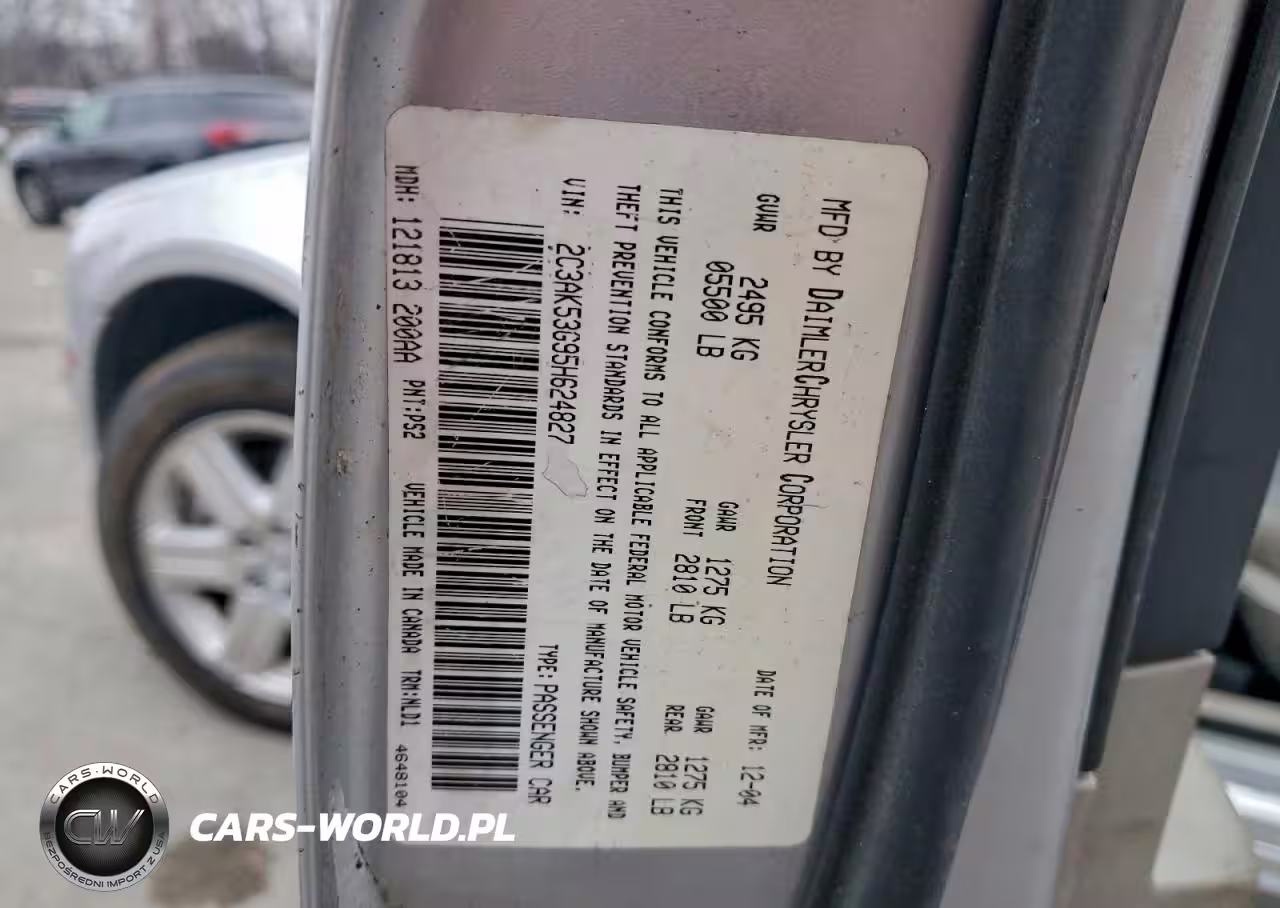 MFD BY DAIMLERCHRYSLER CORPORATION
DATE OF MFR: 12-04
GVWR 2495 KG
05500 LB
GAWR FRONT 1275 KG
2810 LB
GAWR REAR 1275 KG
2810 LB
THIS VEHICLE CONFORMS TO ALL APPLICABLE FEDERAL MOTOR VEHICLE SAFETY, BUMPER AND
THEFT PREVENTION STANDARDS IN EFFECT ON THE DATE OF MANUFACTURE SHOWN ABOVE.
VIN: 2C3AK53G95H624827
TYPE: PASSENGER CAR
MDH: 121813 200AA PNT:PS2 VEHICLE MADE IN CANADA TRM:NLD1 4648104
CARS-WORLD
CW
BEZPOŚREDNI IMPORT Z USA
CARS-WORLD.PL